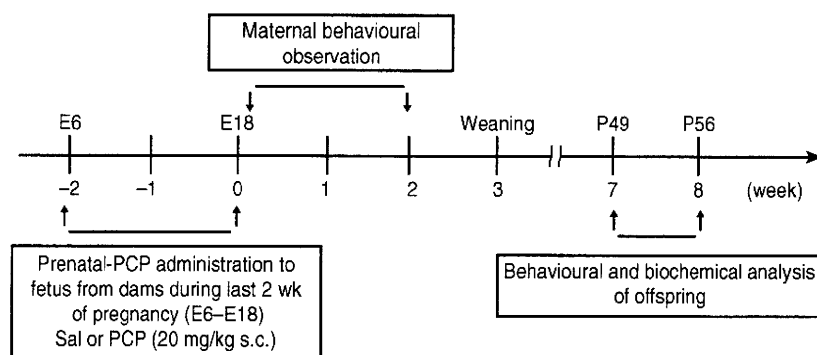 Maternal behavioural
observation
E6
E18
Weaning
P49
P56
–2
–1
0
1
2
3
7
8
(week)
Prenatal-PCP administration to
fetus from dams during last 2 wk
of pregnancy (E6–E18)
Sal or PCP (20 mg/kg s.c.)
Behavioural and biochemical analysis
of offspring